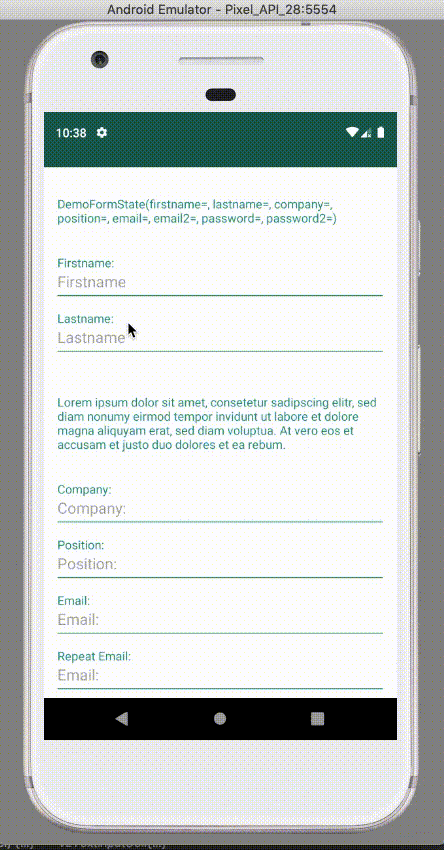 Android Emulator - Pixel_API_28:5554
10:38
DemoFormState(firstname=, lastname=, company=,
position=, email=, email2=, password=, password2=)
Firstname:
Firstname
Lastname:
Lastname
Lorem ipsum dolor sit amet, consetetur sadipscing elitr, sed
diam nonumy eirmod tempor invidunt ut labore et dolore
magna aliquyam erat, sed diam voluptua. At vero eos et
accusam et justo duo dolores et ea rebum.
Company:
Company:
Position:
Position:
Email:
Email:
Repeat Email:
Email: